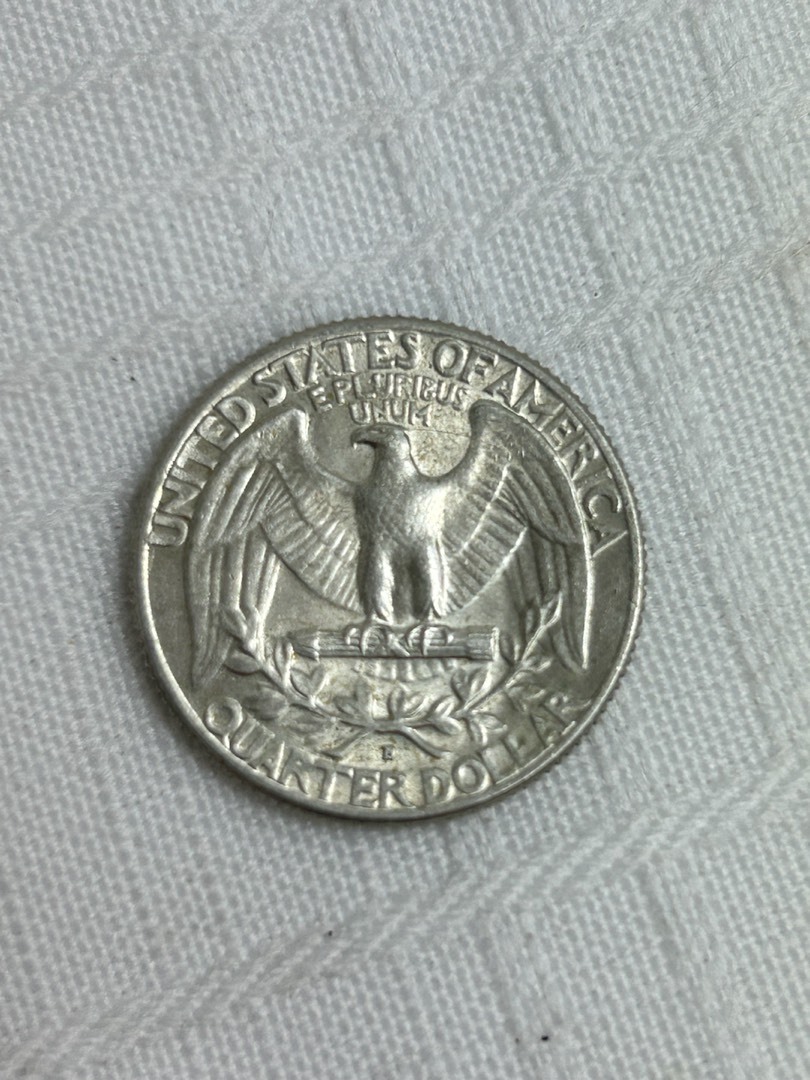 UNITED STATES OF AMERICA
E PLURIBUS
UNUM
QUARTER DOLLAR